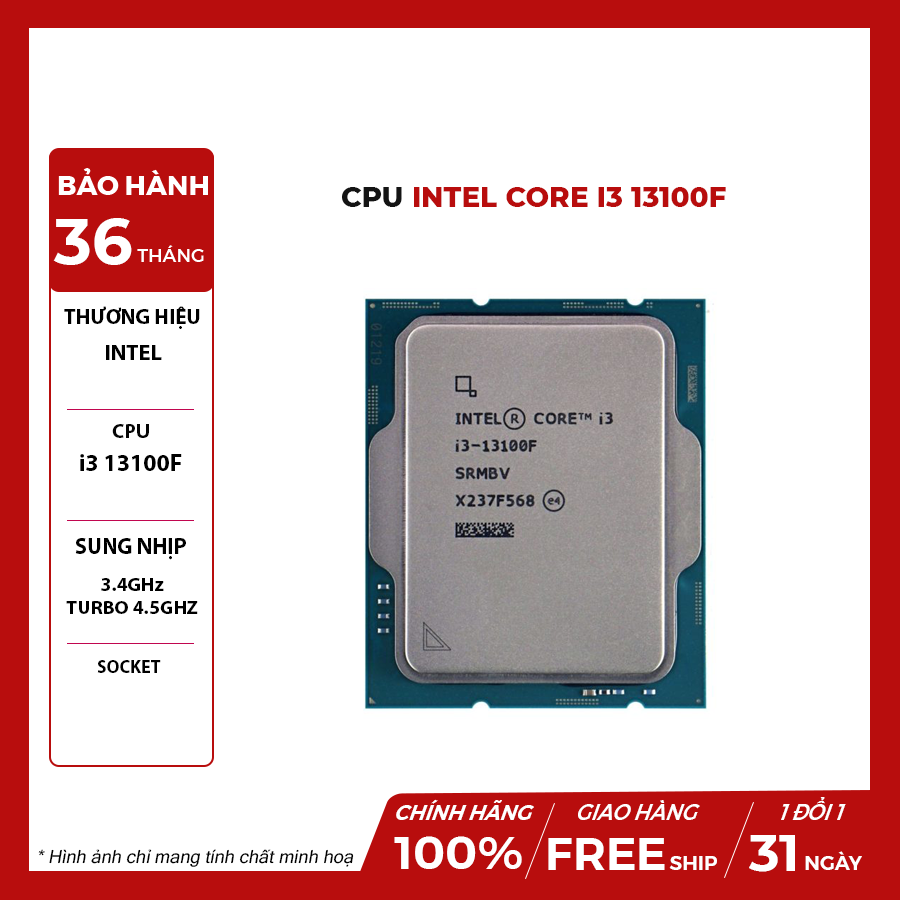 BẢO HÀNH
36 THÁNG
THƯƠNG HIỆU
INTEL
CPU
i3 13100F
SUNG NHỊP
3.4GHz
TURBO 4.5GHZ
SOCKET
CPU INTEL CORE I3 13100F
01219
INTEL® CORE™ i3
i3-13100F
SRMBV
X237F568 e4
* Hình ảnh chỉ mang tính chất minh hoạ
CHÍNH HÃNG
100%
GIAO HÀNG
FREE SHIP
1 ĐỔI 1
31 NGÀY